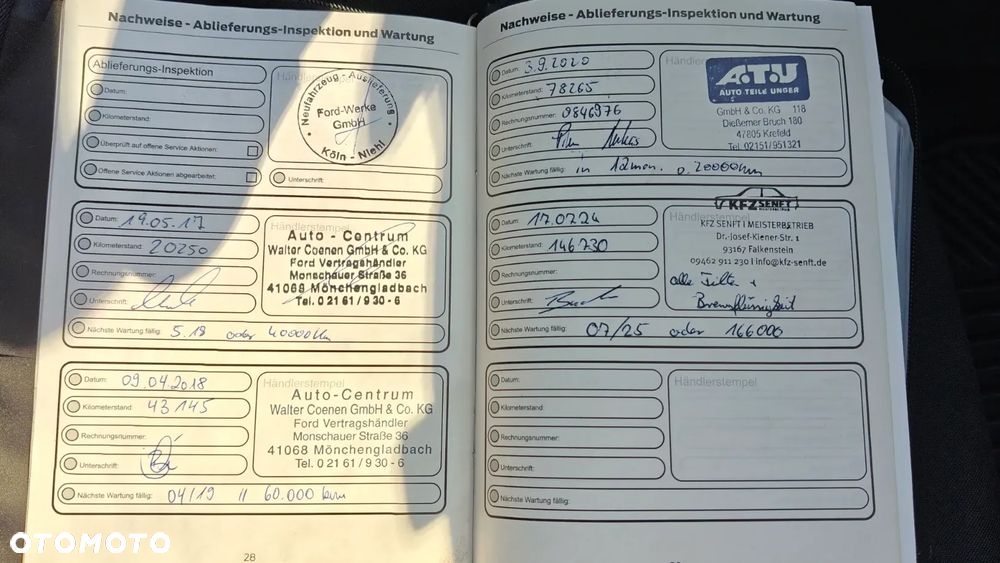 Nachweise - Ablieferungs-Inspektion und Wartung
Ablieferungs-Inspektion
Datum:
Kilometerstand:
Überprüft auf offene Service Aktionen:
Offene Service Aktionen abgearbeitet:
Händlerstempel
Neufahrzeug - Auslieferung
Ford-Werke
GmbH
Köln - Niehl
Unterschrift:
Datum: 19.05.17
Kilometerstand: 20250
Rechnungsnummer:
Unterschrift:
Auto - Centrum
Walter Coenen GmbH & Co. KG
Ford Vertragshändler
Monschauer Straße 36
41068 Mönchengladbach
Tel. 0 21 61 / 9 30 - 6
Nächste Wartung fällig: 5.19 oder 40000km
Datum: 09.04.2018
Kilometerstand: 43145
Rechnungsnummer:
Unterschrift:
Händlerstempel
Auto-Centrum
Walter Coenen GmbH & Co. KG
Ford Vertragshändler
Monschauer Straße 36
41068 Mönchengladbach
Tel. 0 21 61 / 9 30 - 6
Nächste Wartung fällig: 04/19 // 60.000 km
28
Nachweise - Ablieferungs-Inspektion und Wartung
Datum: 3.9.2020
Kilometerstand: 78265
Rechnungsnummer: 9846976
Unterschrift:
Händlerstempel
A.T.U
AUTO TEILE UNGER
GmbH & Co. KG 118
Dießemer Bruch 180
47805 Krefeld
Tel. 02151/951321
Nächste Wartung fällig: in 12mon. o. 20000km
Datum: 17.0724
Kilometerstand: 146730
Rechnungsnummer:
Unterschrift:
Händlerstempel
KFZ SENFT
KFZ SENFT I MEISTERBETRIEB
Dr.-Josef-Kiener-Str. 1
93167 Falkenstein
09462 911 230 I info@kfz-senft.de
alle Filter +
Bremsflüssigkeit
Nächste Wartung fällig: 07/25 oder 166000
Datum:
Kilometerstand:
Rechnungsnummer:
Unterschrift:
Händlerstempel
Nächste Wartung fällig:
OTOMOTO